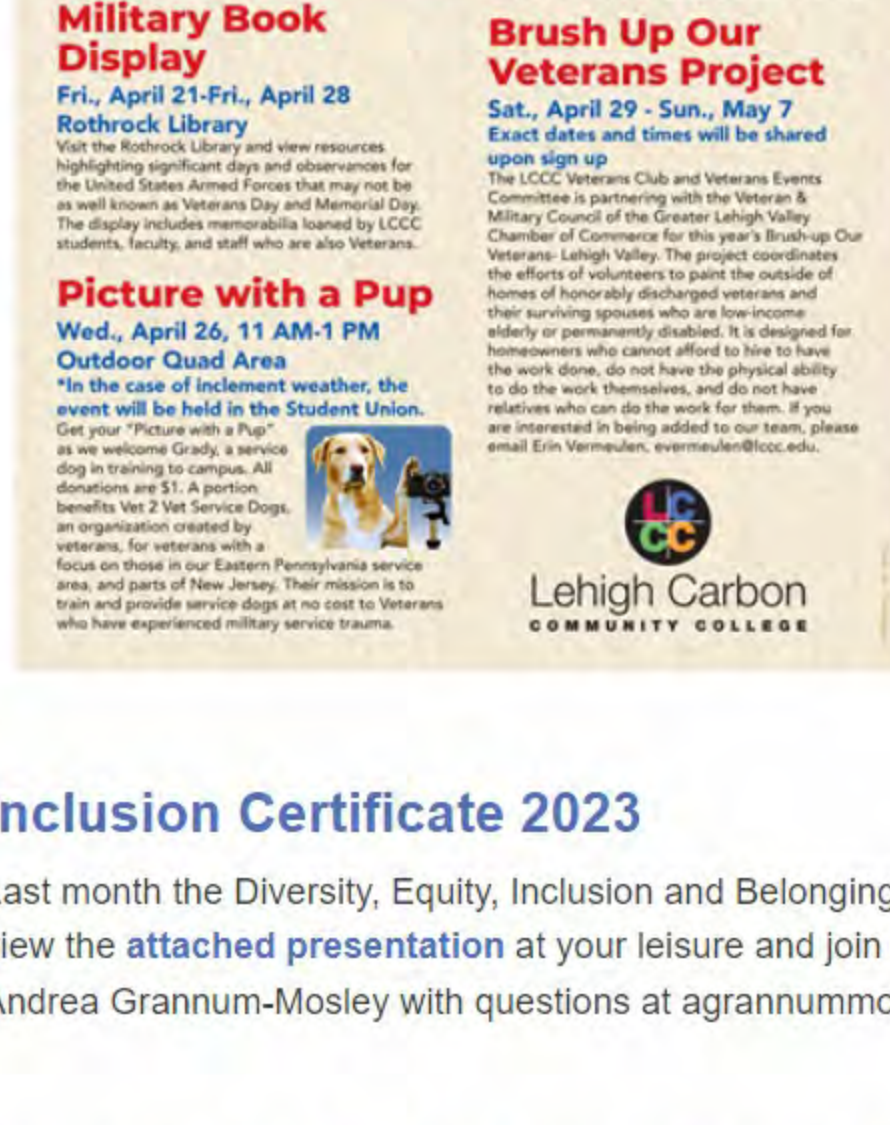 Military Book
Display
Fri., April 21-Fri., April 28
Rothrock Library
Visit the Rothrock Library and view resources
highlighting significant days and observances for
the United States Armed Forces that may not be
as well known as Veterans Day and Memorial Day.
The display includes memorabilia loaned by LCCC
students, faculty, and staff who are also Veterans.
Picture with a Pup
Wed., April 26, 11 AM-1 PM
Outdoor Quad Area
*In the case of inclement weather, the
event will be held in the Student Union.
Get your "Picture with a Pup"
as we welcome Grady, a service
dog in training to campus. All
donations are $1. A portion
benefits Vet 2 Vet Service Dogs,
an organization created by
veterans, for veterans with a
focus on those in our Eastern Pennsylvania service
area, and parts of New Jersey. Their mission is to
train and provide service dogs at no cost to Veterans
who have experienced military service trauma.
Brush Up Our
Veterans Project
Sat., April 29 - Sun., May 7
Exact dates and times will be shared
upon sign up
The LCCC Veterans Club and Veterans Events
Committee is partnering with the Veteran &
Military Council of the Greater Lehigh Valley
Chamber of Commerce for this year's Brush-up Our
Veterans- Lehigh Valley. The project coordinates
the efforts of volunteers to paint the outside of
homes of honorably discharged veterans and
their surviving spouses who are low-income
elderly or permanently disabled. It is designed for
homeowners who cannot afford to hire to have
the work done, do not have the physical ability
to do the work themselves, and do not have
relatives who can do the work for them. If you
are interested in being added to our team, please
email Erin Vermeulen, evermeulen@lccc.edu.
LC
CC
Lehigh Carbon
COMMUNITY COLLEGE
nclusion Certificate 2023
ast month the Diversity, Equity, Inclusion and Belonging
iew the attached presentation at your leisure and join
Andrea Grannum-Mosley with questions at agrannummo